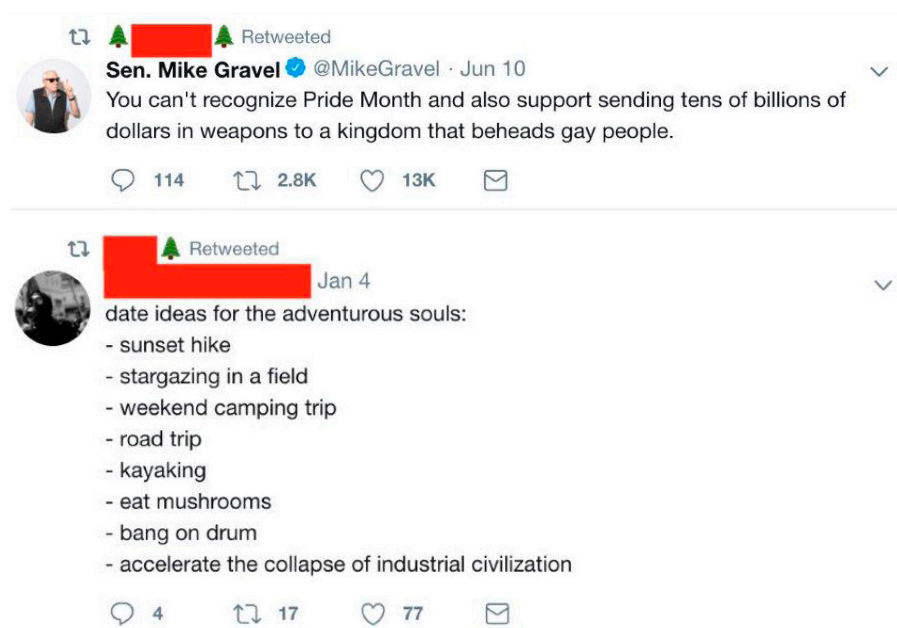 Retweeted
Sen. Mike Gravel @MikeGravel · Jun 10
You can't recognize Pride Month and also support sending tens of billions of
dollars in weapons to a kingdom that beheads gay people.
114 2.8K 13K
Retweeted
Jan 4
date ideas for the adventurous souls:
- sunset hike
- stargazing in a field
- weekend camping trip
- road trip
- kayaking
- eat mushrooms
- bang on drum
- accelerate the collapse of industrial civilization
4 17 77